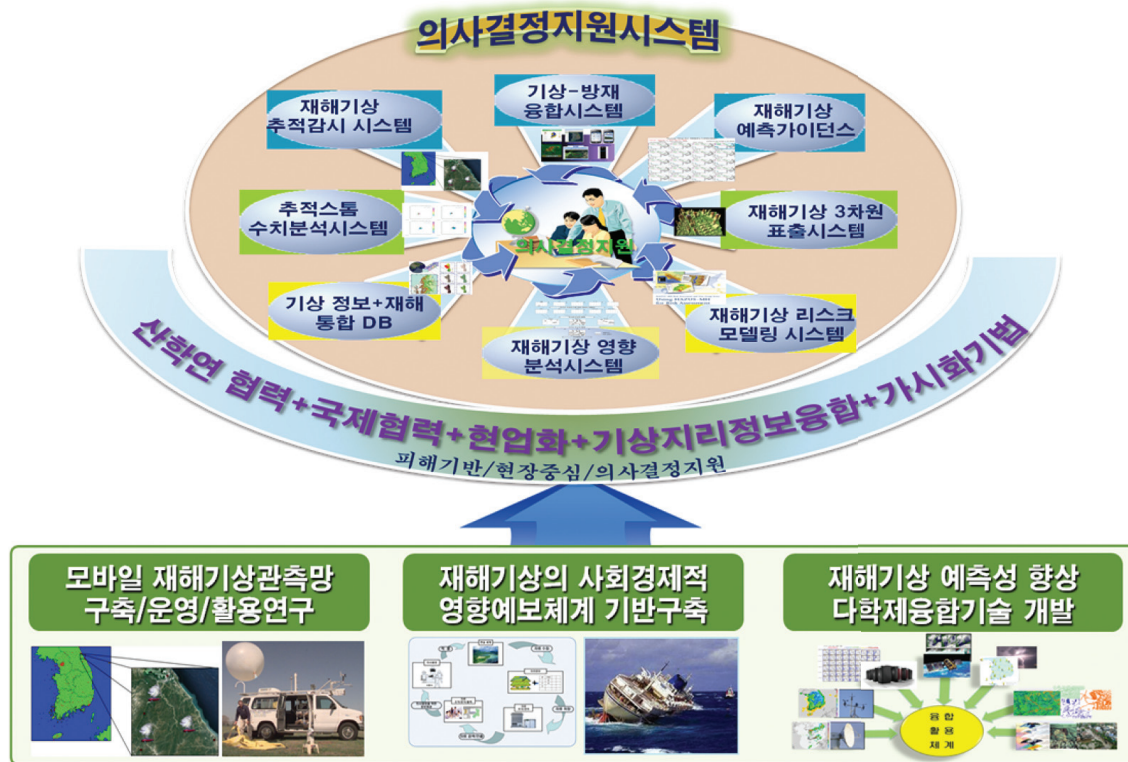 의사결정지원시스템
기상-방재
융합시스템
재해기상
추적감시 시스템
재해기상
예측가이던스
추적스톰
수치분석시스템
재해기상 3차원
표출시스템
의사결정지원
기상 정보+재해
통합 DB
재해기상 영향
분석시스템
재해기상 리스크
모델링 시스템
산학연 협력+국제협력+현업화+기상지리정보융합+가시화기법
피해기반/현장중심/의사결정지원
모바일 재해기상관측망
구축/운영/활용연구
재해기상의 사회경제적
영향예보체계 기반구축
재해기상 예측성 향상
다학제융합기술 개발
융 합
활 용
체 계